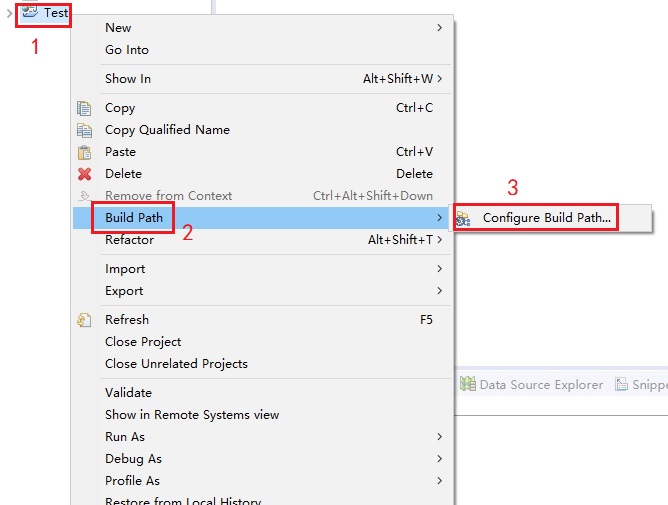 Test
1
New
Go Into
Show In Alt+Shift+W
Copy Ctrl+C
Copy Qualified Name
Paste Ctrl+V
Delete Delete
Remove from Context Ctrl+Alt+Shift+Down
3
Build Path
Configure Build Path...
2
Refactor Alt+Shift+T
Import
Export
Refresh F5
Close Project
Close Unrelated Projects
Data Source Explorer Snippe
Validate
Show in Remote Systems view
Run As
Debug As
Profile As
Restore from Local History